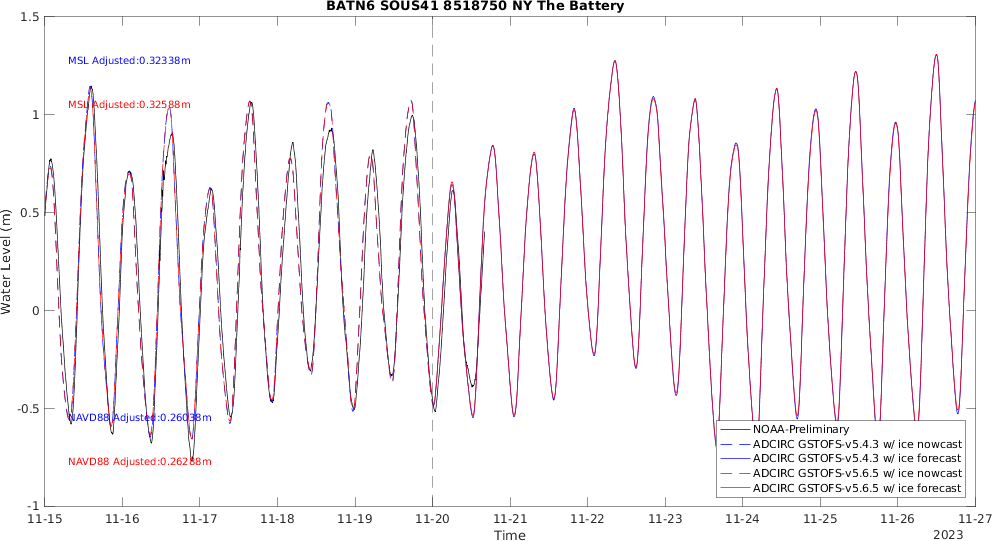 BATN6 SOUS41 8518750 NY The Battery
Water Level (m)
1.5
1
0.5
0
-0.5
-1
MSL Adjusted:0.32338m
MSL Adjusted:0.32588m
NAVD88 Adjusted:0.26038m
NAVD88 Adjusted:0.26288m
NOAA-Preliminary
ADCIRC GSTOFS-v5.4.3 w/ ice nowcast
ADCIRC GSTOFS-v5.4.3 w/ ice forecast
ADCIRC GSTOFS-v5.6.5 w/ ice nowcast
ADCIRC GSTOFS-v5.6.5 w/ ice forecast
11-15 11-16 11-17 11-18 11-19 11-20 11-21 11-22 11-23 11-24 11-25 11-26 11-27
Time
2023